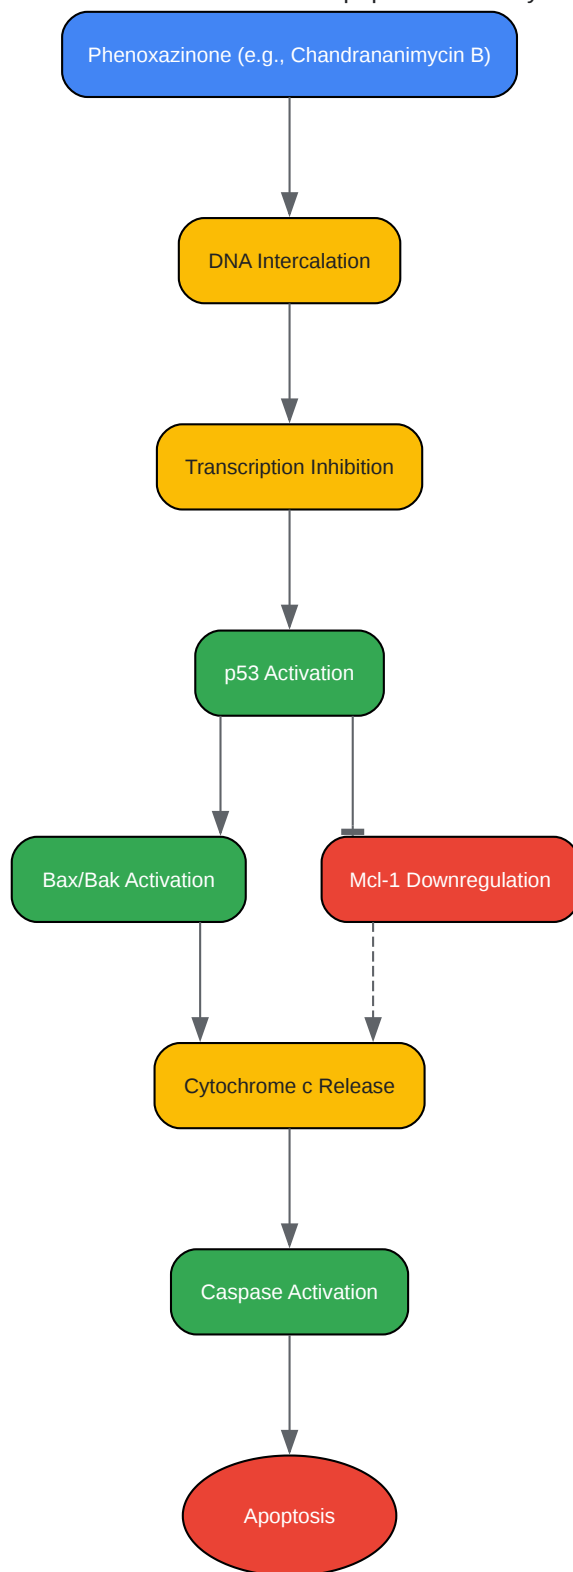 Phenoxazinone (e.g., Chandrananimycin B)
DNA Intercalation
Transcription Inhibition
p53 Activation
Bax/Bak Activation
Mcl-1 Downregulation
Cytochrome c Release
Caspase Activation
Apoptosis